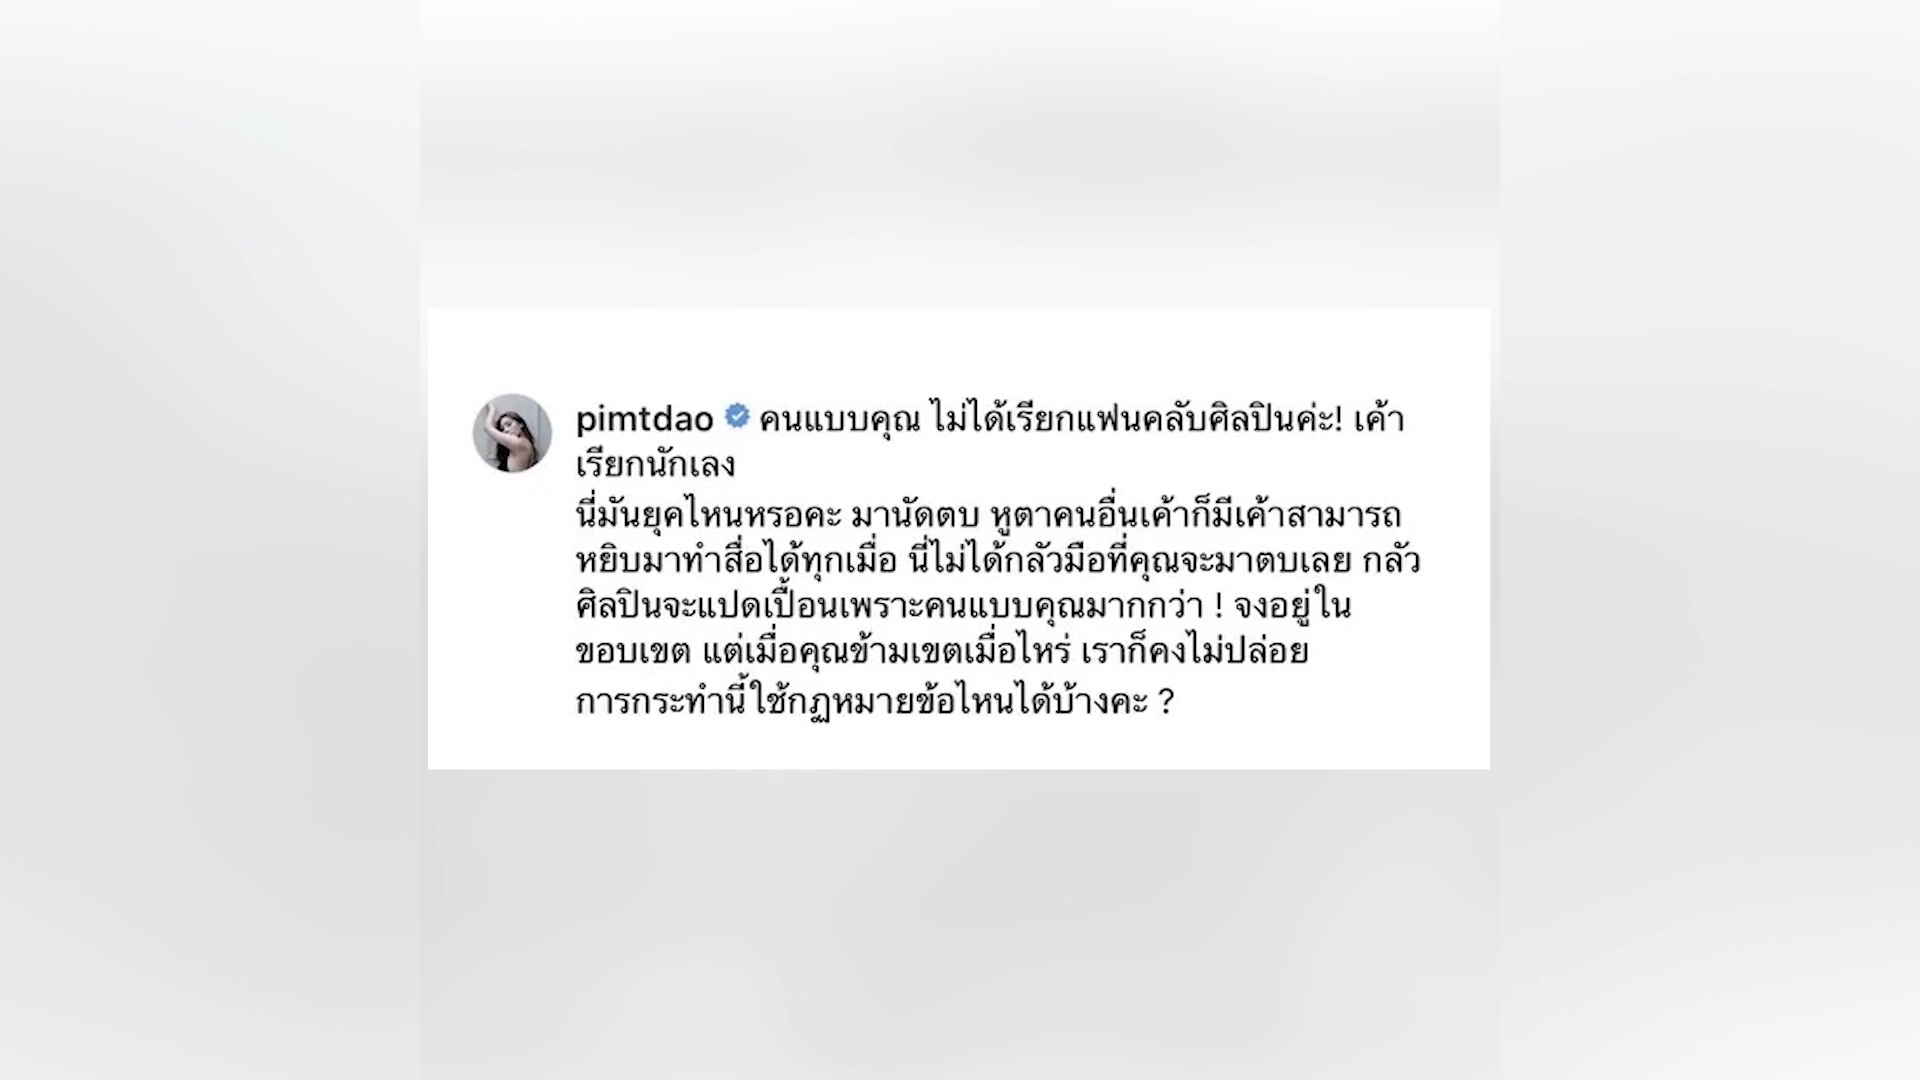 pimtdao คนแบบคุณ ไม่ได้เรียกแฟนคลับศิลปินค่ะ! เค้า
เรียกนักเลง
นี่มันยุคไหนหรอคะ มานัดตบ หูตาคนอื่นเค้าก็มีเค้าสามารถ
หยิบมาทำสื่อได้ทุกเมื่อ นี่ไม่ได้กลัวมือที่คุณจะมาตบเลย กลัว
ศิลปินจะแปดเปื้อนเพราะคนแบบคุณมากกว่า ! จงอยู่ใน
ขอบเขต แต่เมื่อคุณข้ามเขตเมื่อไหร่ เราก็คงไม่ปล่อย
การกระทำนี้ใช้กฏหมายข้อไหนได้บ้างคะ ?